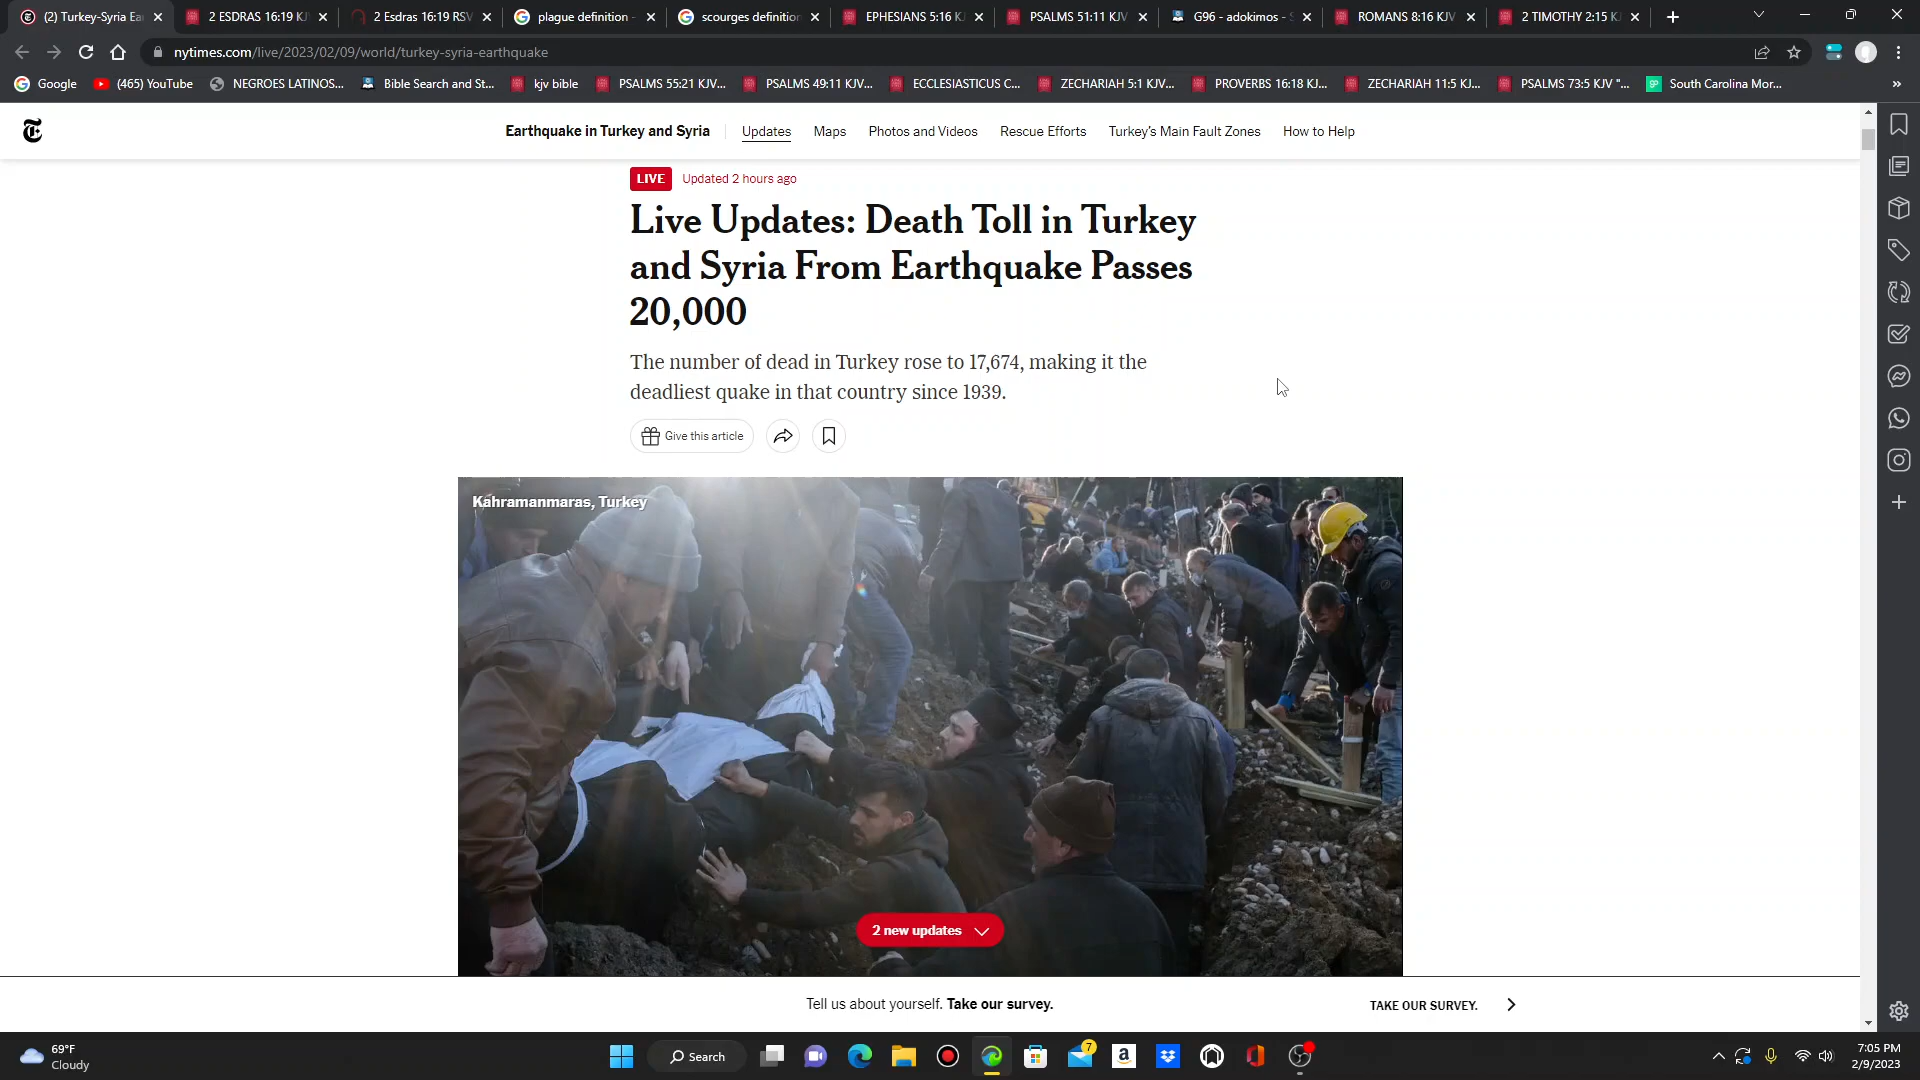 (2) Turkey-Syria Ea
2 ESDRAS 16:19 KJ
2 Esdras 16:19 RSV
plague definition -
scourges definition
EPHESIANS 5:16 KJ
PSALMS 51:11 KJV
G96 - adokimos - S
ROMANS 8:16 KJV
2 TIMOTHY 2:15 K
nytimes.com/live/2023/02/09/world/turkey-syria-earthquake
Google
(465) YouTube
NEGROES LATINOS...
Bible Search and St...
kjv bible
PSALMS 55:21 KJV...
PSALMS 49:11 KJV...
ECCLESIASTICUS C...
ZECHARIAH 5:1 KJV...
PROVERBS 16:18 KJ...
ZECHARIAH 11:5 KJ...
PSALMS 73:5 KJV "...
South Carolina Mor...
Earthquake in Turkey and Syria
Updates
Maps
Photos and Videos
Rescue Efforts
Turkey's Main Fault Zones
How to Help
LIVE Updated 2 hours ago
Live Updates: Death Toll in Turkey
and Syria From Earthquake Passes
20,000
The number of dead in Turkey rose to 17,674, making it the
deadliest quake in that country since 1939.
Give this article
Kahramanmaras, Turkey
2 new updates
Tell us about yourself. Take our survey.
TAKE OUR SURVEY.
69°F
Cloudy
Search
7
7:05 PM
2/9/2023